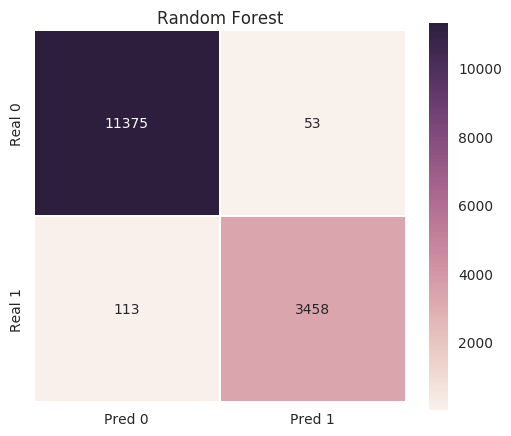 Random Forest
Real 0
11375
53
Real 1
113
3458
Pred 0
Pred 1
10000
8000
6000
4000
2000